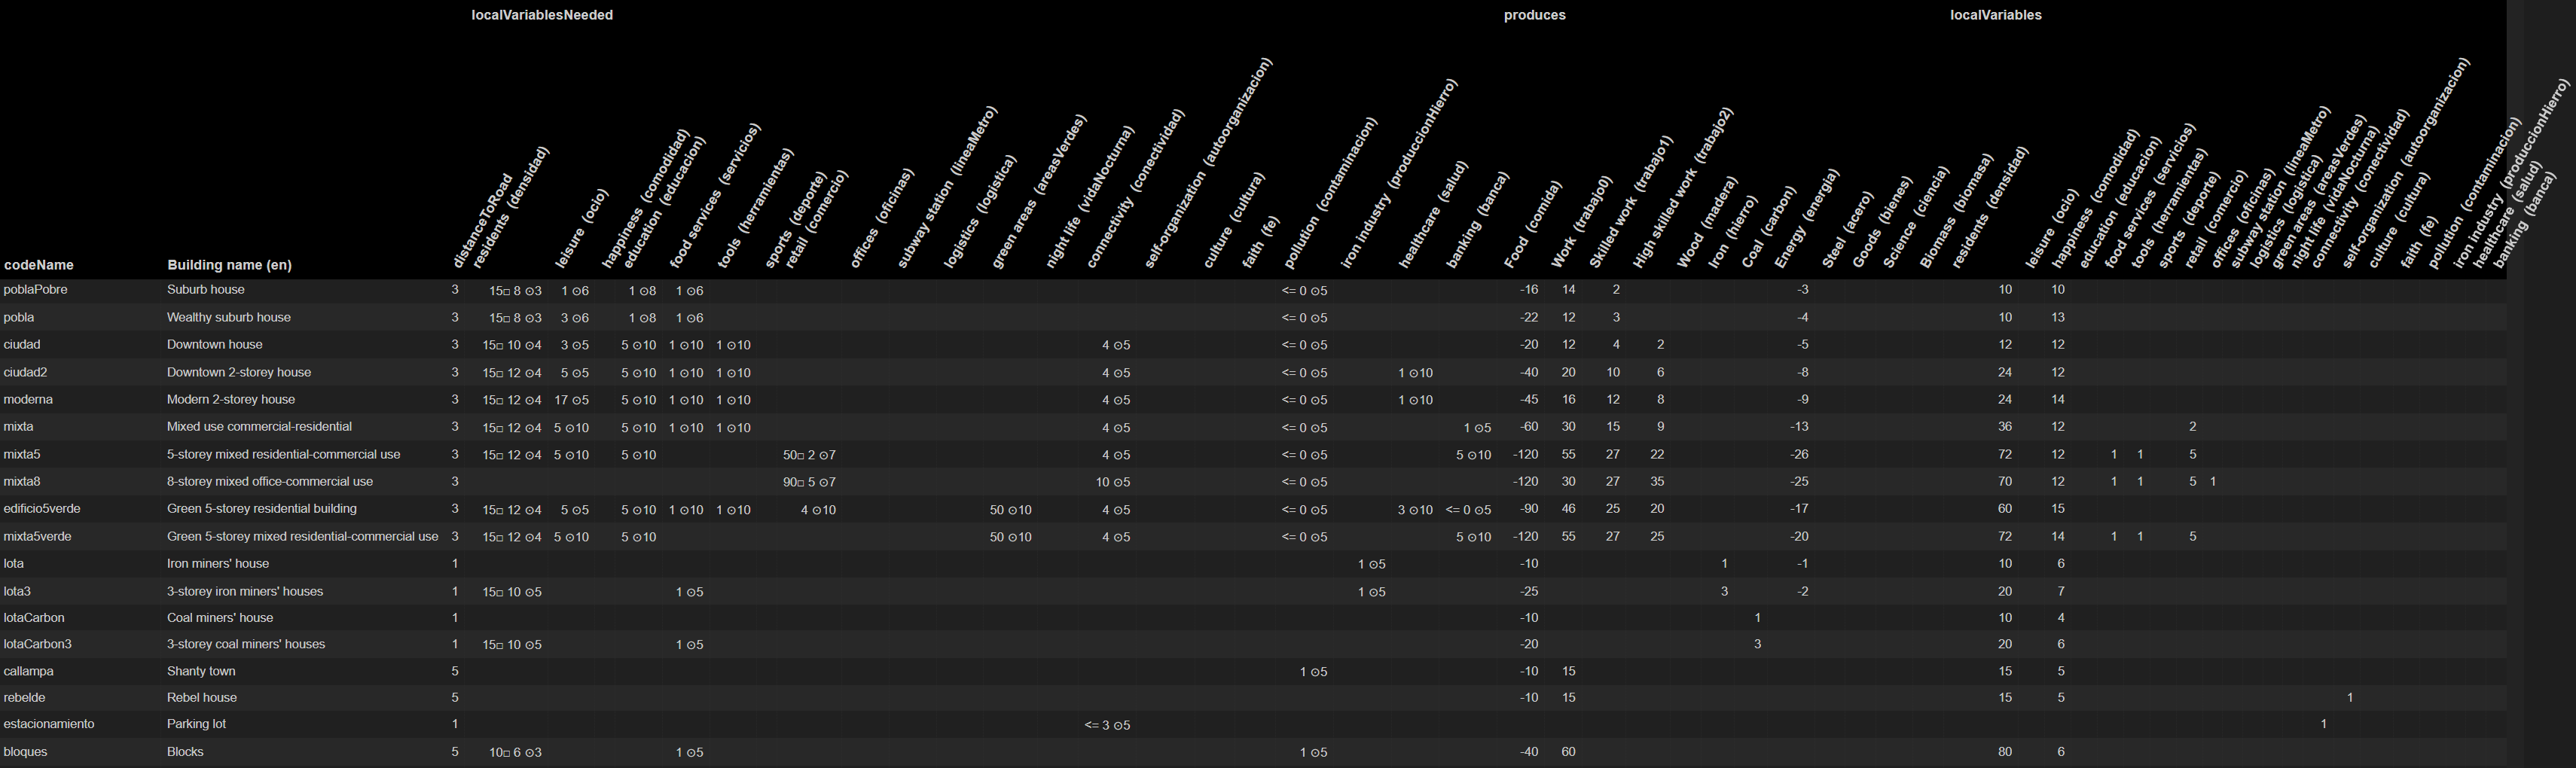 localVariablesNeeded produces localVariables
codeName Building name (en) distanceToRoad residents (densidad) leisure (ocio) happiness (comodidad) education (educacion) food services (servicios) tools (herramientas) sports (deporte) retail (comercio) offices (oficinas) subway station (lineaMetro) logistics (logistica) green areas (areasVerdes) night life (vidaNocturna) connectivity (conectividad) self-organization (autoorganizacion) culture (cultura) faith (fe) pollution (contaminacion) iron industry (produccionHierro) healthcare (salud) banking (banca) Food (comida) Work (trabajo0) Skilled work (trabajo1) High skilled work (trabajo2) Wood (madera) Iron (hierro) Coal (carbon) Energy (energia) Steel (acero) Goods (bienes) Science (ciencia) Biomass (biomasa) residents (densidad) leisure (ocio) happiness (comodidad) education (educacion) food services (servicios) tools (herramientas) sports (deporte) retail (comercio) offices (oficinas) subway station (lineaMetro) logistics (logistica) green areas (areasVerdes) night life (vidaNocturna) connectivity (conectividad) self-organization (autoorganizacion) culture (cultura) faith (fe) pollution (contaminacion) iron industry (produccionHierro) healthcare (salud) banking (banca)
poblaPobre Suburb house 3 15□ 8 ⊙3 1 ⊙6 1 ⊙8 1 ⊙6 <= 0 ⊙5 -16 14 2 -3 10 10
pobla Wealthy suburb house 3 15□ 8 ⊙3 3 ⊙6 1 ⊙8 1 ⊙6 <= 0 ⊙5 -22 12 3 -4 10 13
ciudad Downtown house 3 15□ 10 ⊙4 3 ⊙5 5 ⊙10 1 ⊙10 1 ⊙10 4 ⊙5 <= 0 ⊙5 -20 12 4 2 -5 12 12
ciudad2 Downtown 2-storey house 3 15□ 12 ⊙4 5 ⊙5 5 ⊙10 1 ⊙10 1 ⊙10 4 ⊙5 <= 0 ⊙5 1 ⊙10 -40 20 10 6 -8 24 12
moderna Modern 2-storey house 3 15□ 12 ⊙4 17 ⊙5 5 ⊙10 1 ⊙10 1 ⊙10 4 ⊙5 <= 0 ⊙5 1 ⊙10 -45 16 12 8 -9 24 14
mixta Mixed use commercial-residential 3 15□ 12 ⊙4 5 ⊙10 5 ⊙10 1 ⊙10 1 ⊙10 4 ⊙5 <= 0 ⊙5 1 ⊙5 -60 30 15 9 -13 36 12 2
mixta5 5-storey mixed residential-commercial use 3 15□ 12 ⊙4 5 ⊙10 5 ⊙10 50□ 2 ⊙7 4 ⊙5 <= 0 ⊙5 5 ⊙10 -120 55 27 22 -26 72 12 1 1 5
mixta8 8-storey mixed office-commercial use 3 90□ 5 ⊙7 10 ⊙5 <= 0 ⊙5 -120 30 27 35 -25 70 12 1 1 5 1
edificio5verde Green 5-storey residential building 3 15□ 12 ⊙4 5 ⊙5 5 ⊙10 1 ⊙10 1 ⊙10 4 ⊙10 50 ⊙10 4 ⊙5 <= 0 ⊙5 3 ⊙10 <= 0 ⊙5 -90 46 25 20 -17 60 15
mixta5verde Green 5-storey mixed residential-commercial use 3 15□ 12 ⊙4 5 ⊙10 5 ⊙10 50 ⊙10 4 ⊙5 <= 0 ⊙5 5 ⊙10 -120 55 27 25 -20 72 14 1 1 5
lota Iron miners' house 1 1 ⊙5 -10 1 -1 10 6
lota3 3-storey iron miners' houses 1 15□ 10 ⊙5 1 ⊙5 1 ⊙5 -25 3 -2 20 7
lotaCarbon Coal miners' house 1 -10 1 10 4
lotaCarbon3 3-storey coal miners' houses 1 15□ 10 ⊙5 1 ⊙5 -20 3 20 6
callampa Shanty town 5 1 ⊙5 -10 15 15 5
rebelde Rebel house 5 -10 15 15 5 1
estacionamiento Parking lot 1 <= 3 ⊙5 1
bloques Blocks 5 10□ 6 ⊙3 1 ⊙5 1 ⊙5 -40 60 80 6